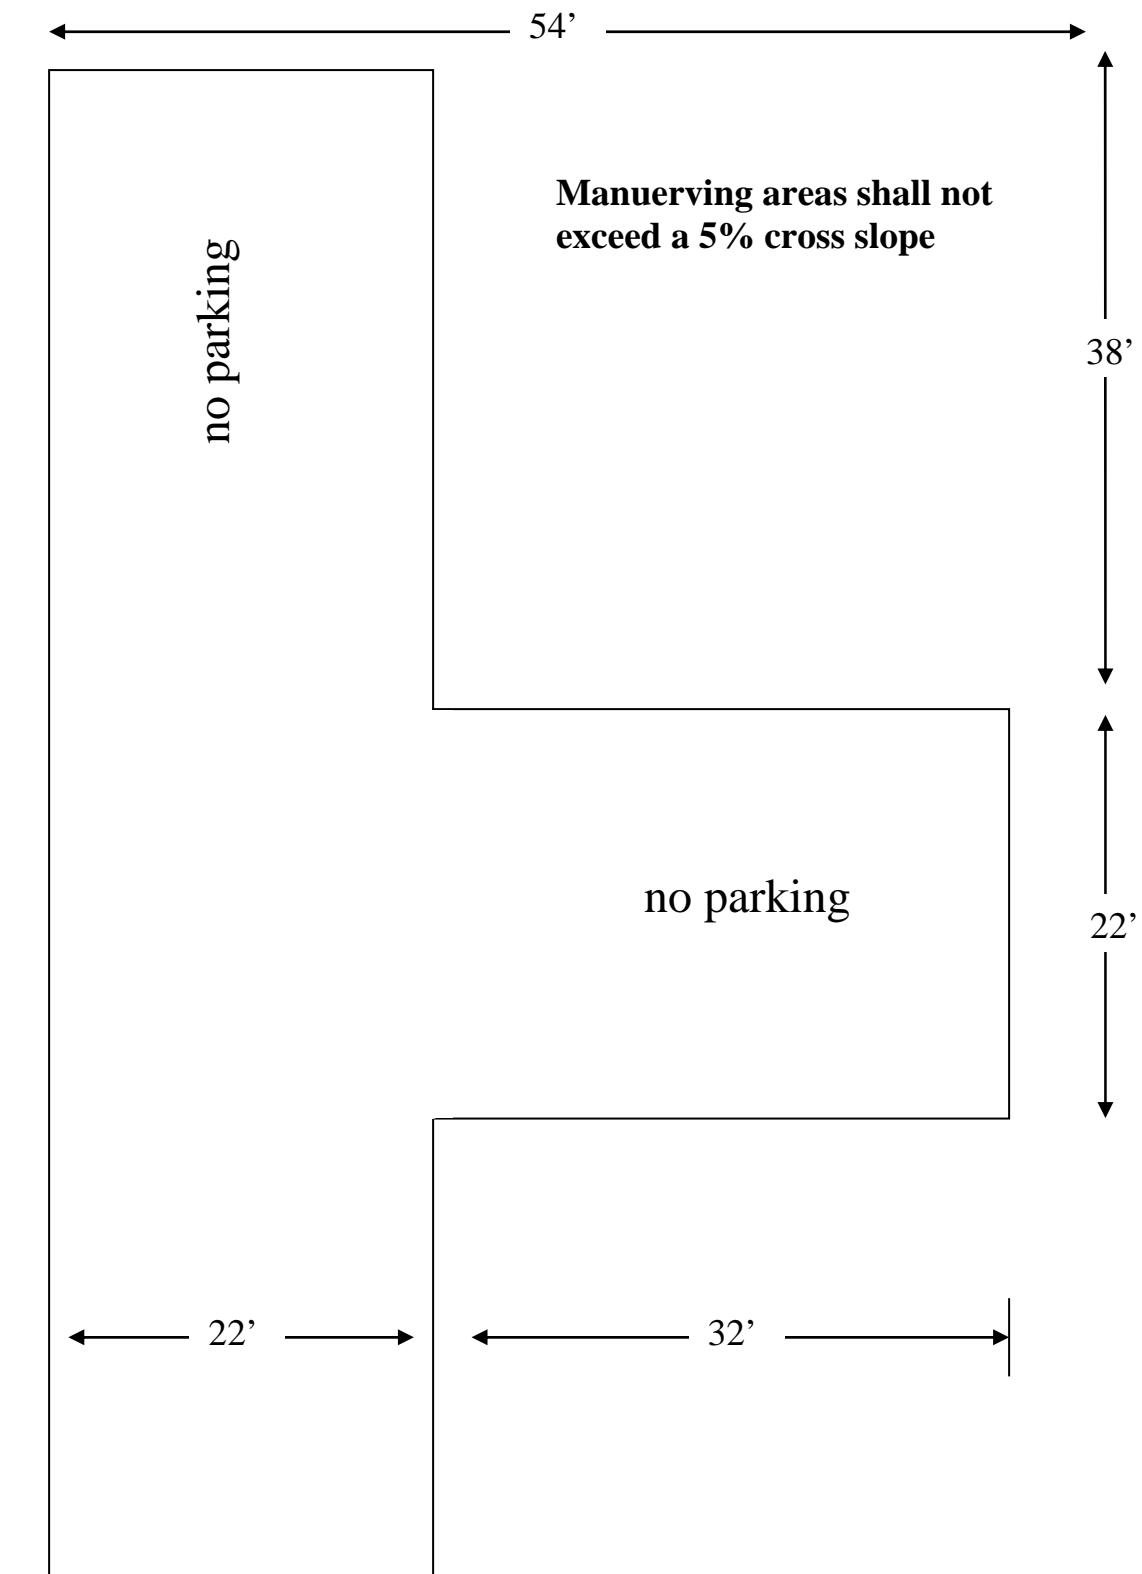 54’
Manuerving areas shall not
exceed a 5% cross slope
no parking
38’
no parking
22’
22’
32’